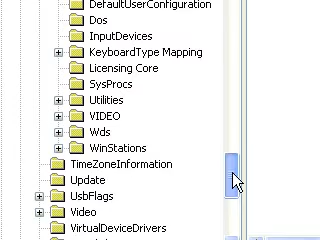 DefaultUserConfiguration
Dos
InputDevices
KeyboardType Mapping
Licensing Core
SysProcs
Utilities
VIDEO
Wds
WinStations
TimeZoneInformation
Update
UsbFlags
Video
VirtualDeviceDrivers